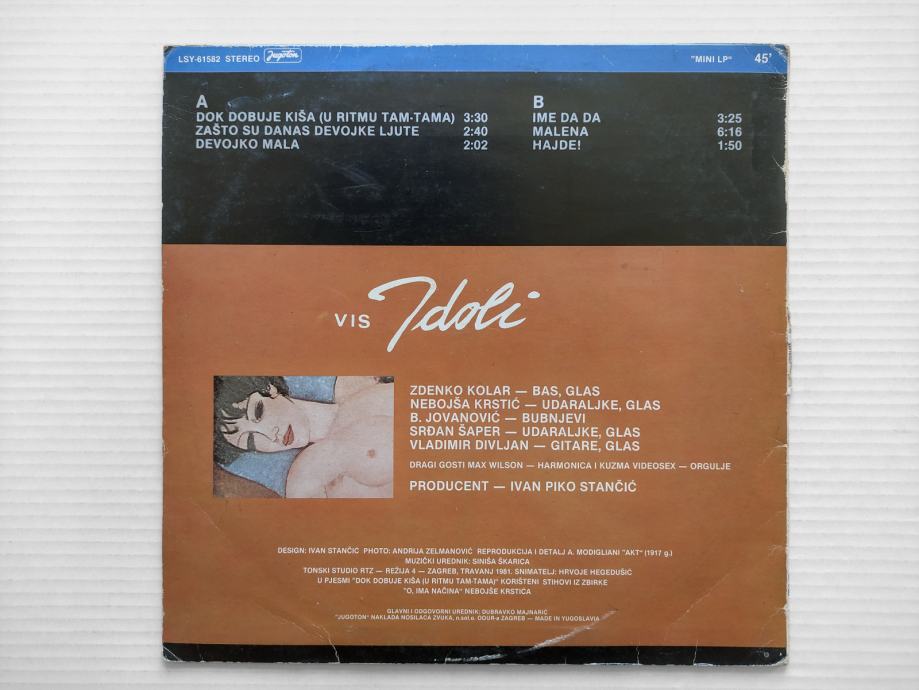 LSY-61582 STEREO Jugoton "MINI LP" 45'
A
DOK DOBUJE KIŠA (U RITMU TAM-TAMA) 3:30
ZAŠTO SU DANAS DEVOJKE LJUTE 2:40
DEVOJKO MALA 2:02
B
IME DA DA 3:25
MALENA 6:16
HAJDE! 1:50
VIS Idoli
ZDENKO KOLAR — BAS, GLAS
NEBOJŠA KRSTIĆ — UDARALJKE, GLAS
B. JOVANOVIĆ — BUBNJEVI
SRĐAN ŠAPER — UDARALJKE, GLAS
VLADIMIR DIVLJAN — GITARE, GLAS
DRAGI GOSTI MAX WILSON — HARMONICA I KUZMA VIDEOSEX — ORGULJE
PRODUCENT — IVAN PIKO STANČIĆ
DESIGN: IVAN STANČIĆ PHOTO: ANDRIJA ZELMANOVIĆ REPRODUKCIJA I DETALJ A. MODIGLIANI "AKT" (1917 g.)
MUZIČKI UREDNIK: SINIŠA ŠKARICA
TONSKI STUDIO RTZ — REŽIJA 4 — ZAGREB, TRAVANJ 1981. SNIMATELJ: HRVOJE HEGEDUŠIĆ
U PJESMI "DOK DOBUJE KIŠA (U RITMU TAM-TAMA)" KORIŠTENI STIHOVI IZ ZBIRKE
"O, IMA NAČINA" NEBOJŠE KRSTICA
GLAVNI I ODGOVORNI UREDNIK: DUBRAVKO MAJNARIĆ
"JUGOTON" NAKLADA NOSILACA ZVUKA, n.sol.o. OOUR-a ZAGREB — MADE IN YUGOSLAVIA